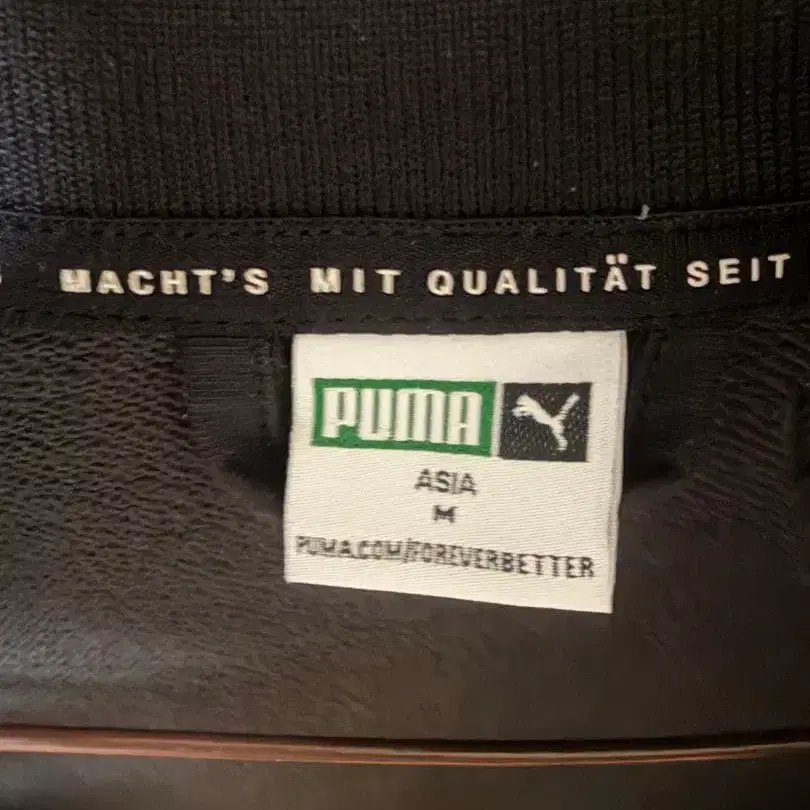 MACHT'S MIT QUALITÄT SEIT
PUMA
ASIA
M
PUMA.COM/FOREVERBETTER